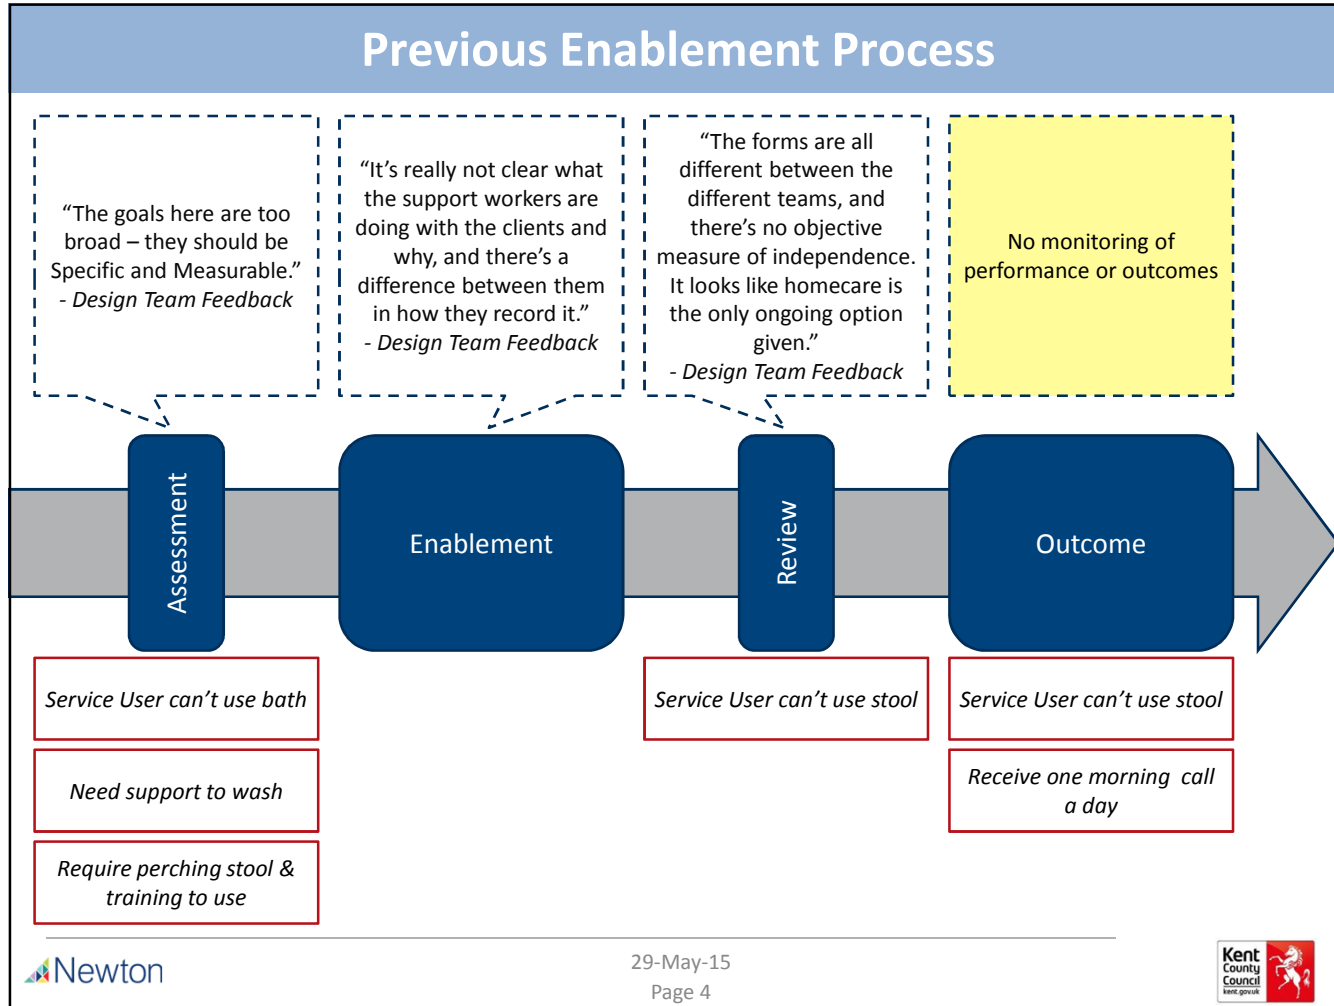 Previous Enablement Process
“The goals here are too
broad – they should be
Specific and Measurable.”
- Design Team Feedback
“It’s really not clear what
the support workers are
doing with the clients and
why, and there’s a
difference between them
in how they record it.”
- Design Team Feedback
“The forms are all
different between the
different teams, and
there’s no objective
measure of independence.
It looks like homecare is
the only ongoing option
given.”
- Design Team Feedback
No monitoring of
performance or outcomes
Assessment
Enablement
Review
Outcome
Service User can’t use bath
Need support to wash
Require perching stool &
training to use
Service User can’t use stool
Service User can’t use stool
Receive one morning call
a day
Newton
29-May-15
Page 4
Kent
County
Council
kent.gov.uk